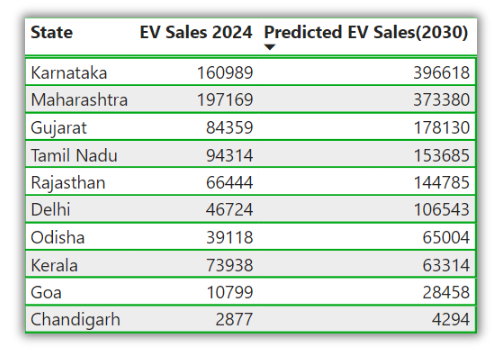 State EV Sales 2024 Predicted EV Sales(2030)
Karnataka 160989 396618
Maharashtra 197169 373380
Gujarat 84359 178130
Tamil Nadu 94314 153685
Rajasthan 66444 144785
Delhi 46724 106543
Odisha 39118 65004
Kerala 73938 63314
Goa 10799 28458
Chandigarh 2877 4294